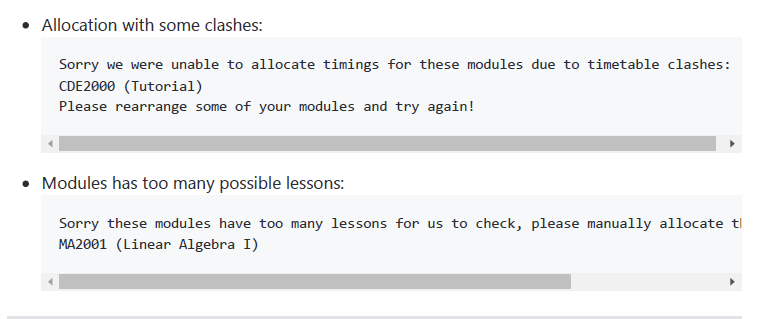 Allocation with some clashes:
Sorry we were unable to allocate timings for these modules due to timetable clashes:
CDE2000 (Tutorial)
Please rearrange some of your modules and try again!
Modules has too many possible lessons:
Sorry these modules have too many lessons for us to check, please manually allocate
MA2001 (Linear Algebra I)